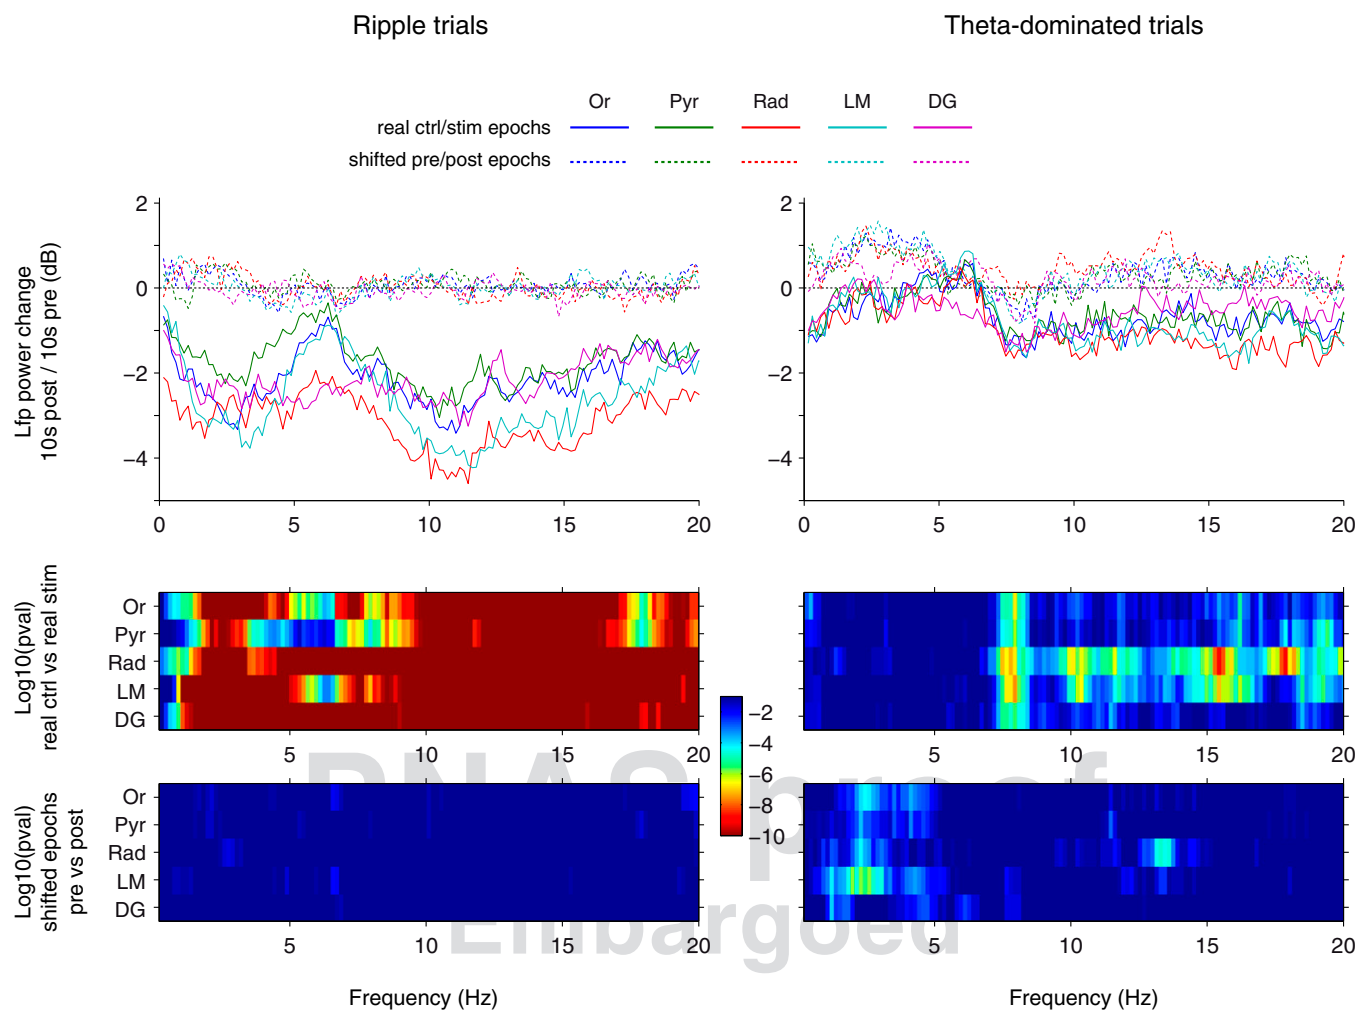 Ripple trials
Theta-dominated trials
Or Pyr Rad LM DG
real ctrl/stim epochs
shifted pre/post epochs
Lfp power change
10s post / 10s pre (dB)
2
0
−2
−4
0 5 10 15 20
2
0
−2
−4
0 5 10 15 20
Log10(pval)
real ctrl vs real stim
Or
Pyr
Rad
LM
DG
5 10 15 20
5 10 15 20
−2
−4
−6
−8
−10
PNAS proof
Embargoed
Log10(pval)
shifted epochs
pre vs post
Or
Pyr
Rad
LM
DG
5 10 15 20
5 10 15 20
Frequency (Hz)
Frequency (Hz)